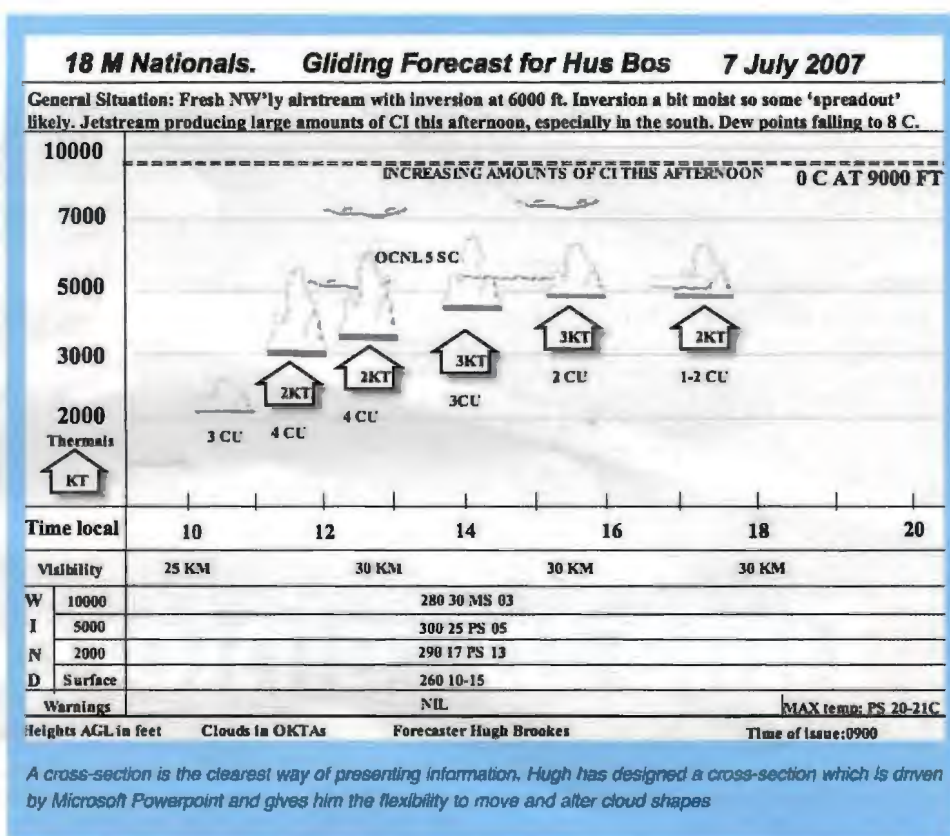 18 M Nationals. Gliding Forecast for Hus Bos 7 July 2007
General Situation: Fresh NW'ly airstream with inversion at 6000 ft. Inversion a bit moist so some 'spreadout'
likely. Jetstream producing large amounts of CI this afternoon, especially in the south. Dew points falling to 8 C.
10000
INCREASING AMOUNTS OF CI THIS AFTERNOON 0 C AT 9000 FT
7000
OCNL 5 SC
5000
3KT 2KT
3000 2KT 2KT 3KT
2 CU 1-2 CU
3CU
2000 3 CU 4 CU 4 CU
Thermals
KT
Time local 10 12 14 16 18 20
Visibility 25 KM 30 KM 30 KM 30 KM
W 10000 280 30 MS 03
I 5000 300 25 PS 05
N 2000 290 17 PS 13
D Surface 260 10-15
Warnings NIL MAX temp: PS 20-21C
Heights AGL in feet Clouds in OKTAs Forecaster Hugh Brookes Time of issue:0900
A cross-section is the clearest way of presenting information. Hugh has designed a cross-section which is driven
by Microsoft Powerpoint and gives him the flexibility to move and alter cloud shapes